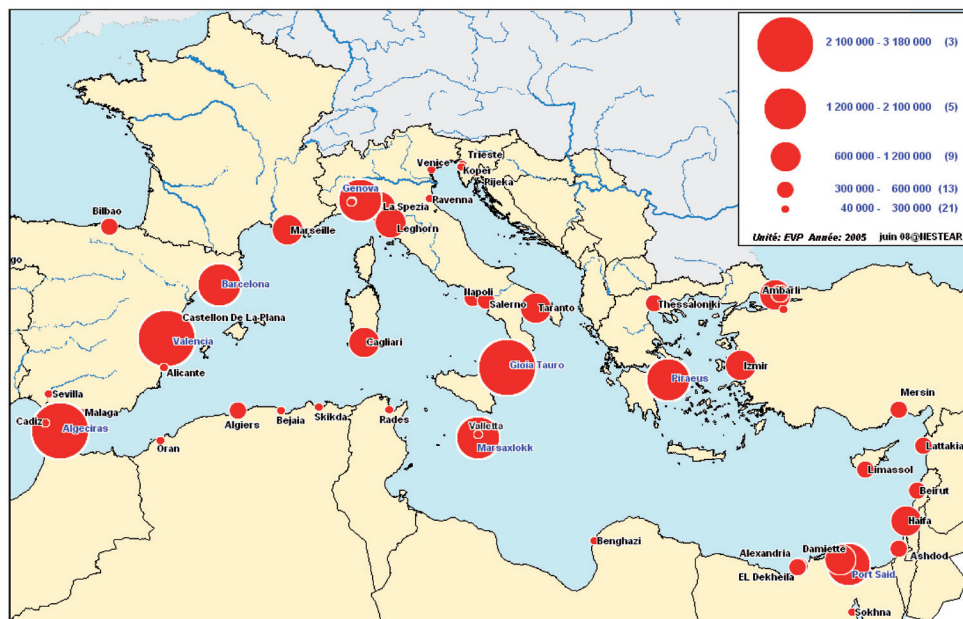 2 100 000 - 3 180 000 (3)
1 200 000 - 2 100 000 (5)
600 000 - 1 200 000 (9)
300 000 - 600 000 (13)
40 000 - 300 000 (21)
Unité: EVP Année: 2005 juin 08@NESTEAR
Venice
Trieste
Koper
Rijeka
Genova
Ravenna
La Spezia
Leghorn
Bilbao
Marseille
go
Barcelona
Castellon De La Plana
Valencia
Alicante
Napoli
Salerno
Taranto
Cagliari
Gioia Tauro
Thessaloniki
Ambarli
Izmir
Piraeus
Sevilla
Cadiz
Malaga
Algeciras
Oran
Algiers
Bejaia
Skikda
Rades
Valletta
Marsaxlokk
Mersin
Lattakia
Limassol
Beirut
Haifa
Ashdod
Benghazi
Alexandria
Damiette
EL Dekheila
Port Said
Sokhna